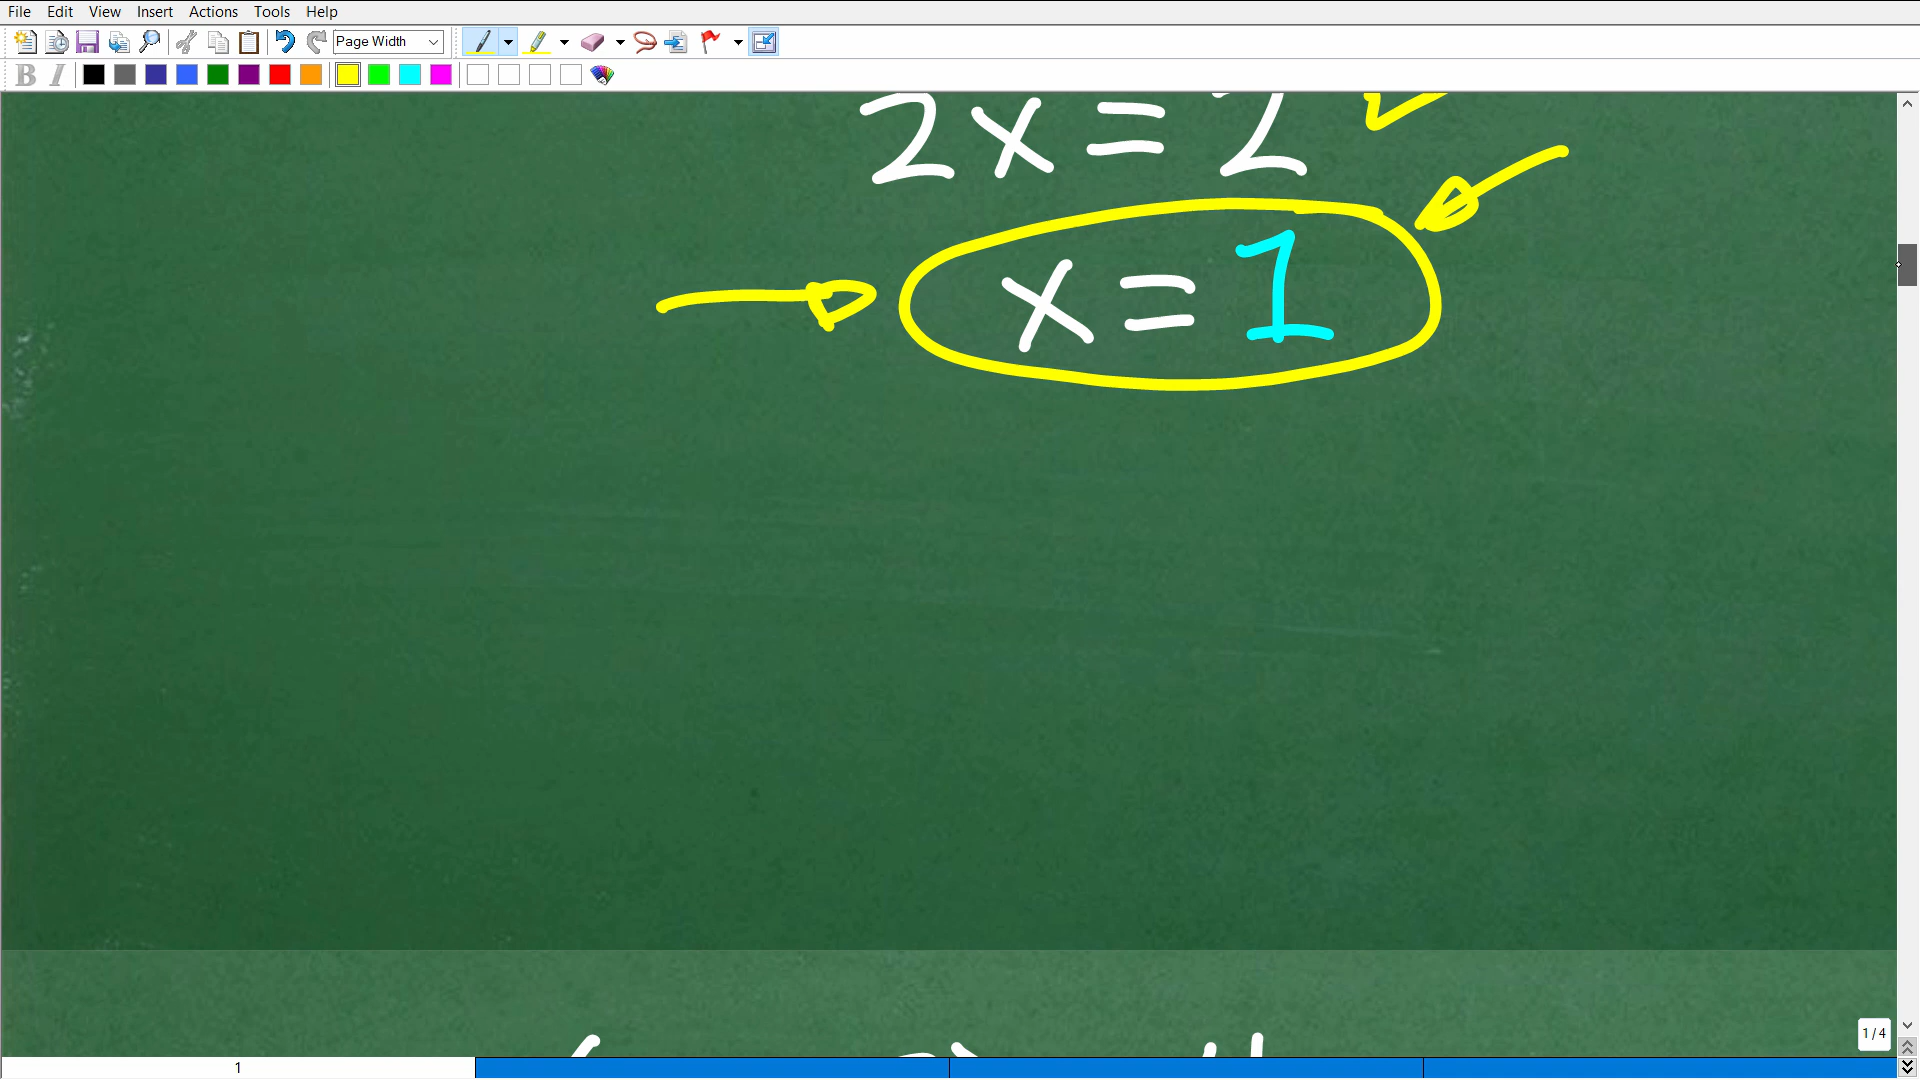 File Edit View Insert Actions Tools Help
Page Width
B I
2x=2
x=1
1 / 4
1